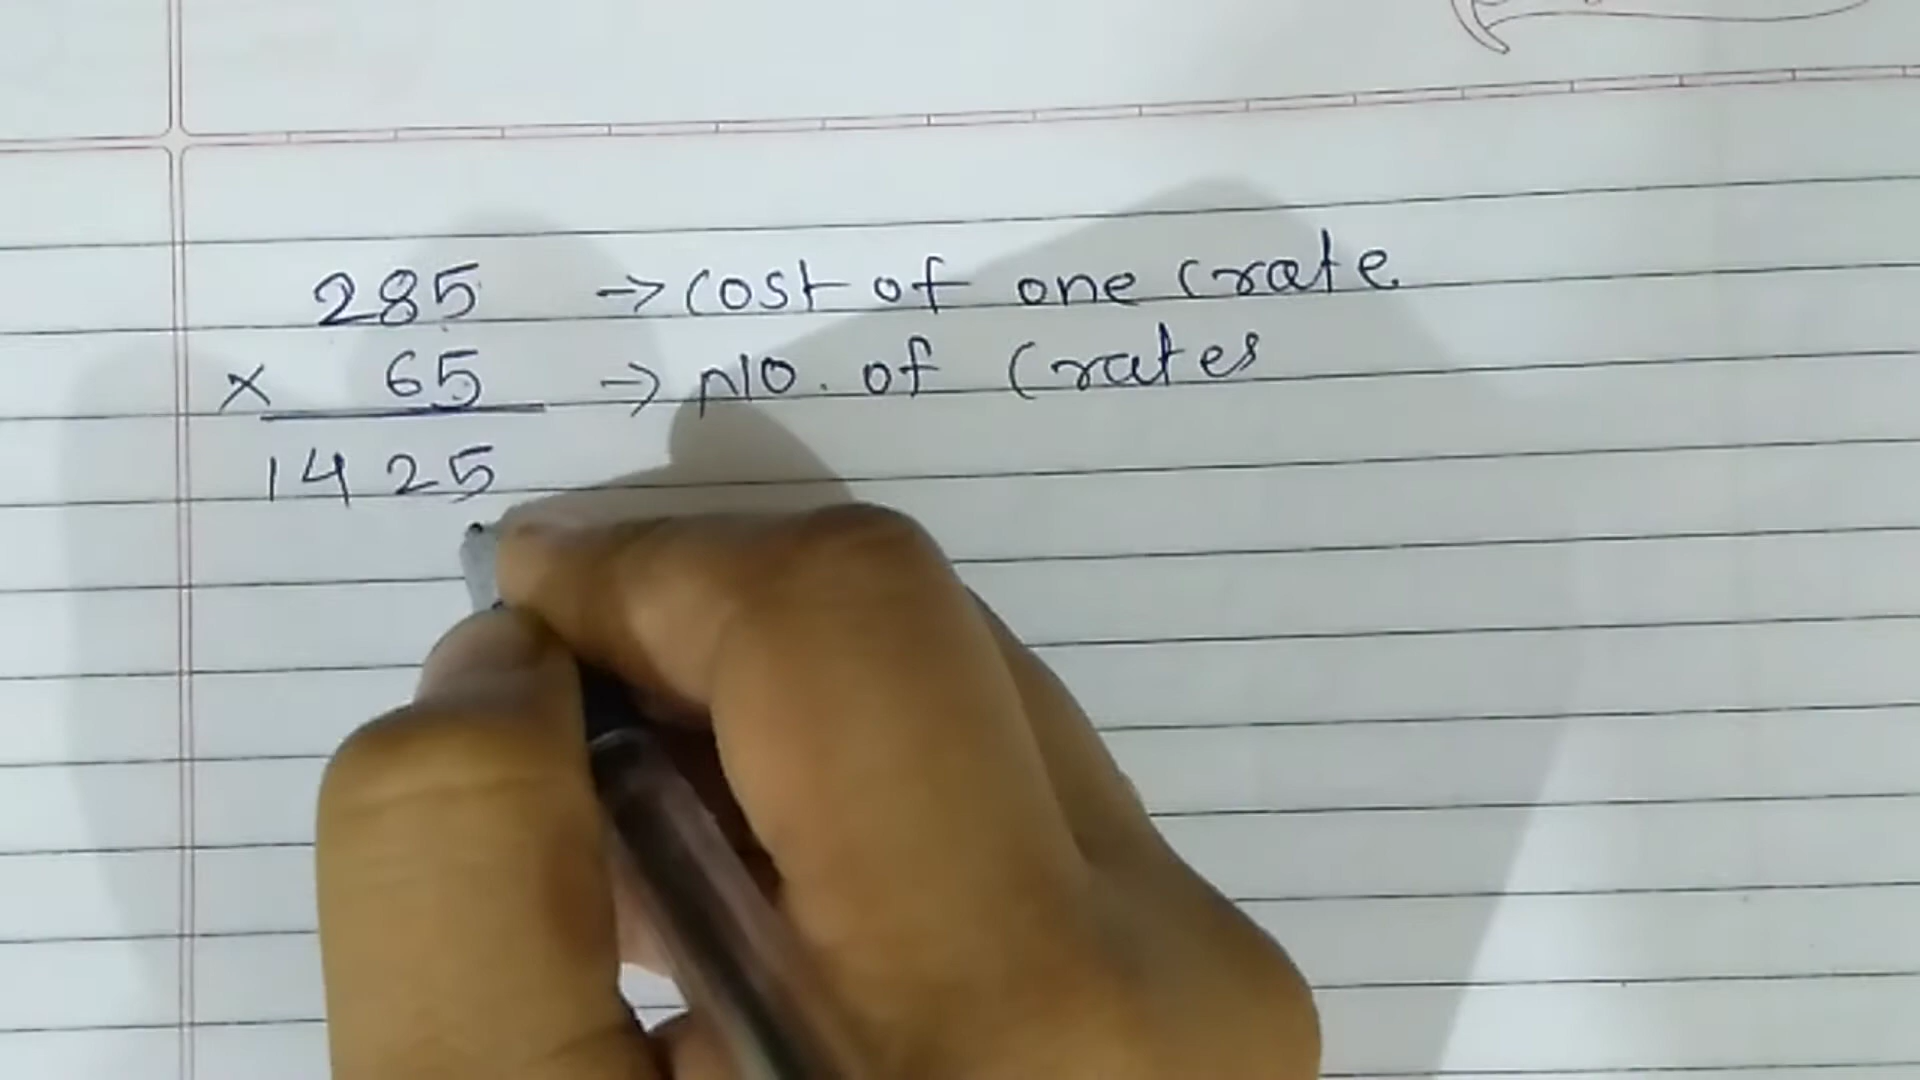 285 → cost of one crate
× 65 → No. of crates
1425